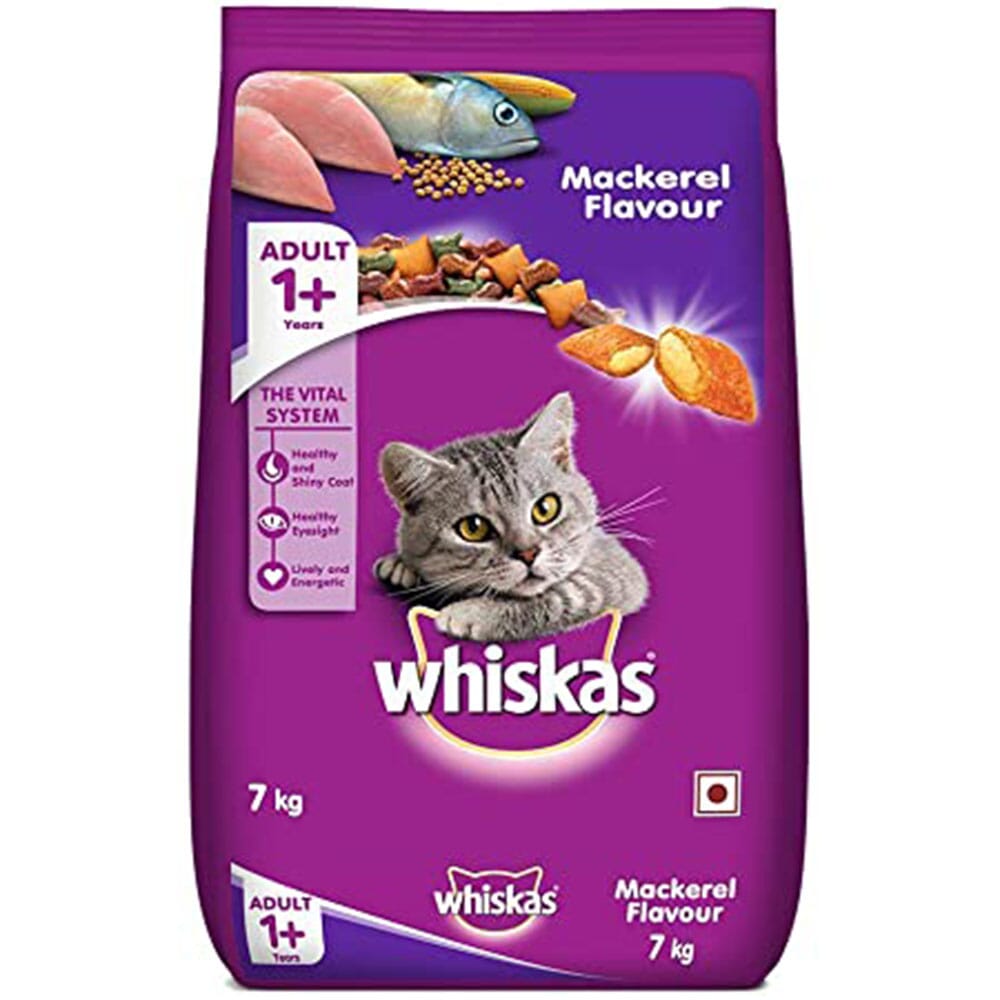 Mackerel
Flavour
ADULT
1+
Years
THE VITAL
SYSTEM
Healthy
and
Shiny Coat
Healthy
Eyesight
Lively and
Energetic
whiskas®
7 kg
ADULT
1+
Years
whiskas
Mackerel
Flavour
7 kg